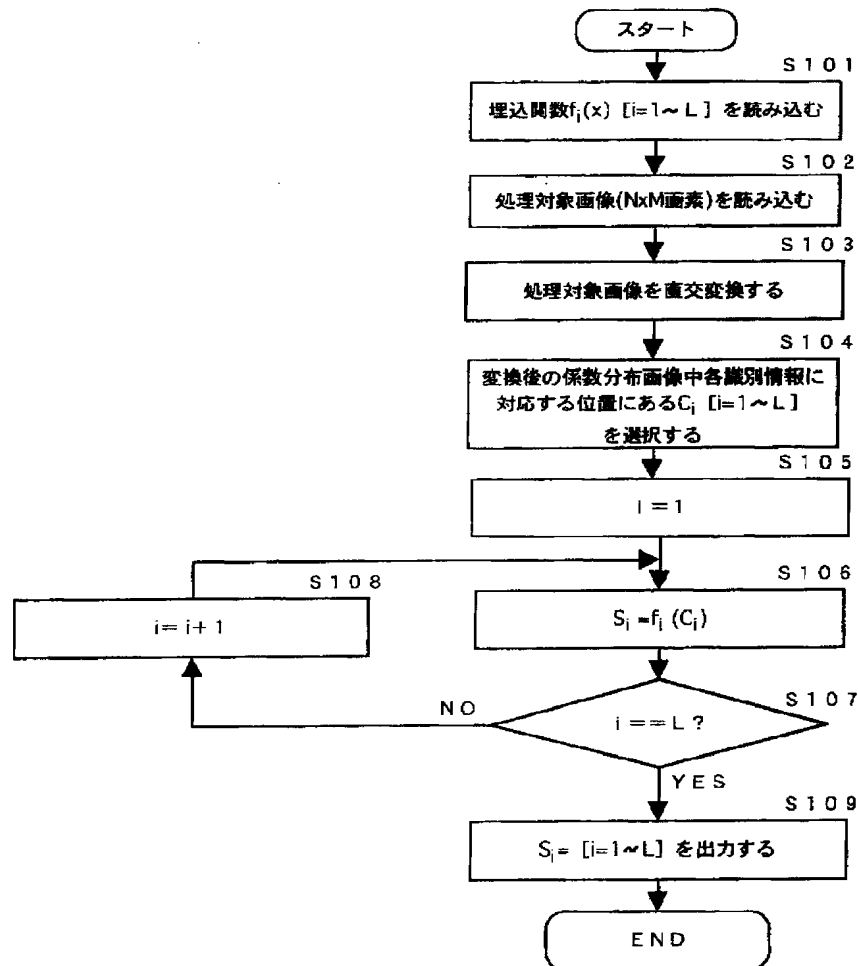 スタート
S101
埋込関数fi(x) [i=1~L] を読み込む
S102
処理対象画像(NxM画素)を読み込む
S103
処理対象画像を直交変換する
S104
変換後の係数分布画像中各識別情報に
対応する位置にあるCi [i=1~L]
を選択する
S105
i=1
S108
i=i+1
S106
Si=fi(Ci)
S107
NO
i==L?
YES
S109
Si= [i=1~L] を出力する
END